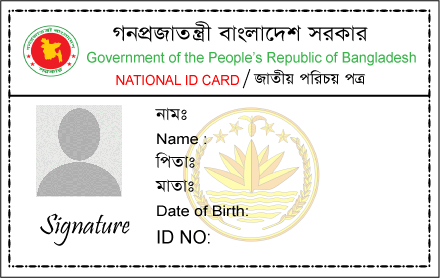 গনপ্রজাতন্ত্রী বাংলাদেশ সরকার
Government of the People's Republic of Bangladesh
NATIONAL ID CARD / জাতীয় পরিচয় পত্র
নামঃ
Name :
পিতাঃ
মাতাঃ
Date of Birth:
Signature
ID NO: